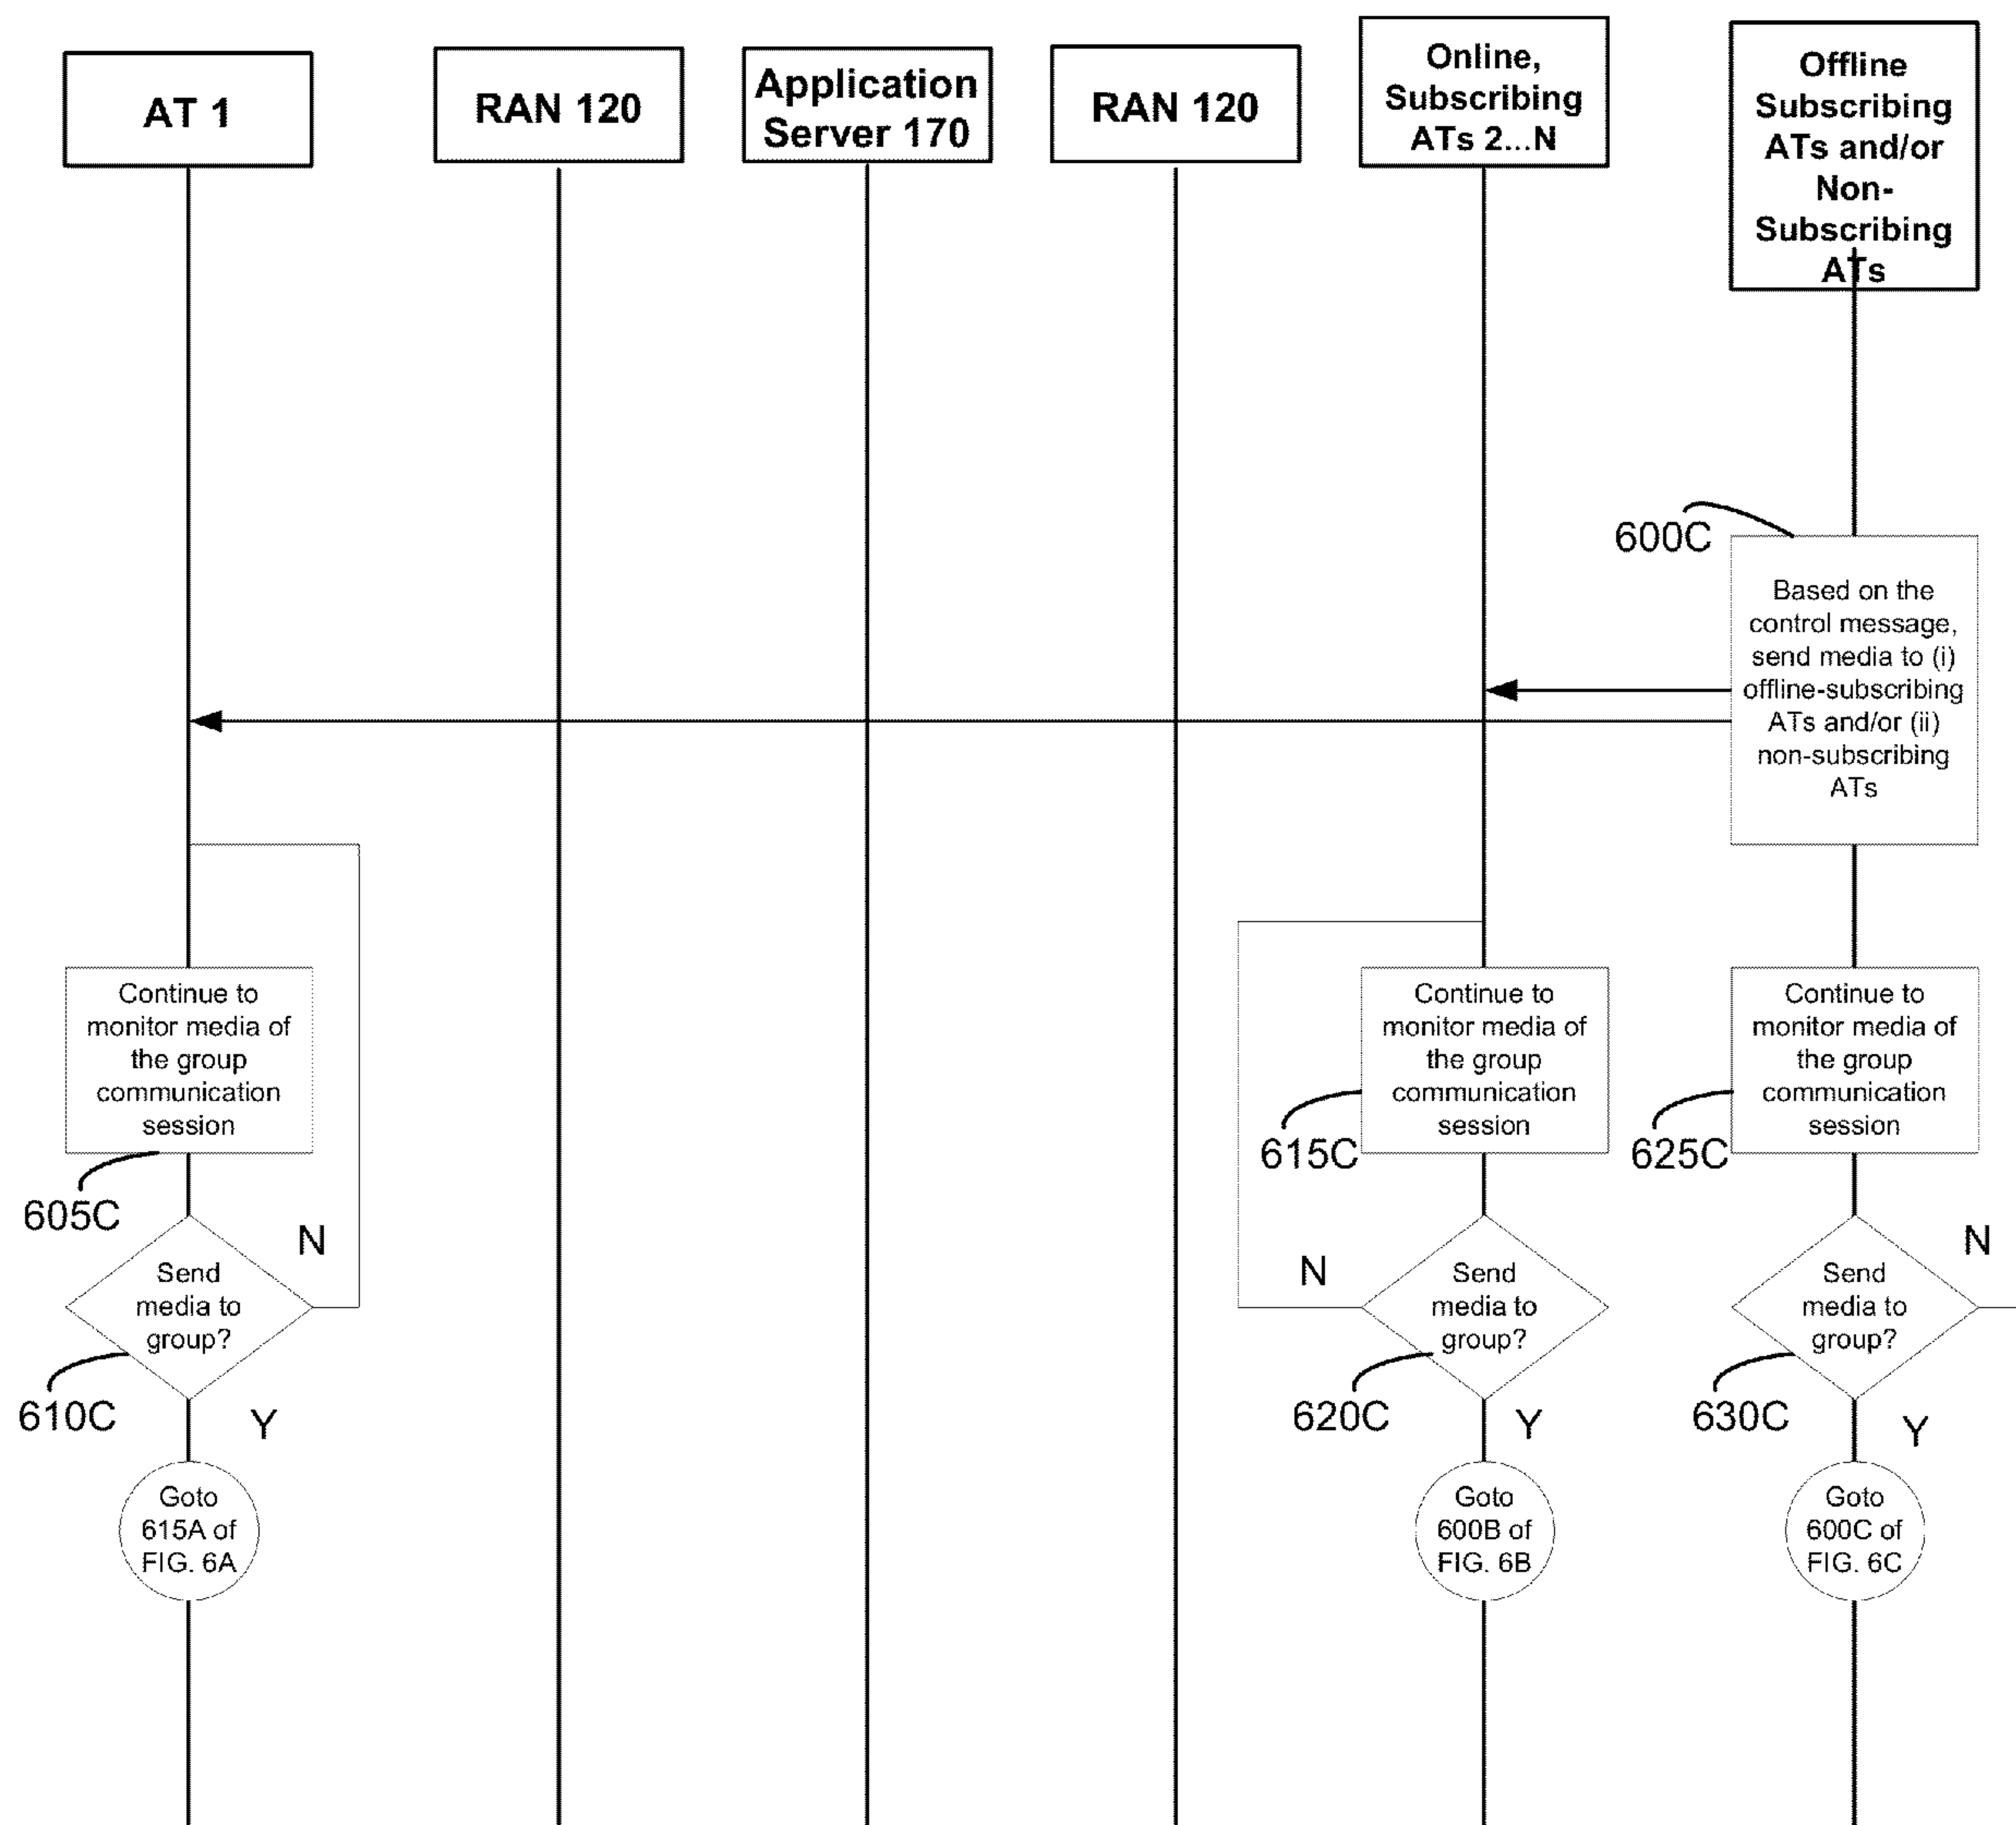 AT 1
RAN 120
Application
Server 170
RAN 120
Online,
Subscribing
ATs 2...N
Offline
Subscribing
ATs and/or
Non-
Subscribing
ATs
600C
Based on the
control message,
send media to (i)
offline-subscribing
ATs and/or (ii)
non-subscribing
ATs
Continue to
monitor media of
the group
communication
session
605C
Send
media to
group?
N
610C
Y
Goto
615A of
FIG. 6A
Continue to
monitor media of
the group
communication
session
615C
Send
media to
group?
N
620C
Y
Goto
600B of
FIG. 6B
Continue to
monitor media of
the group
communication
session
625C
Send
media to
group?
N
630C
Y
Goto
600C of
FIG. 6C